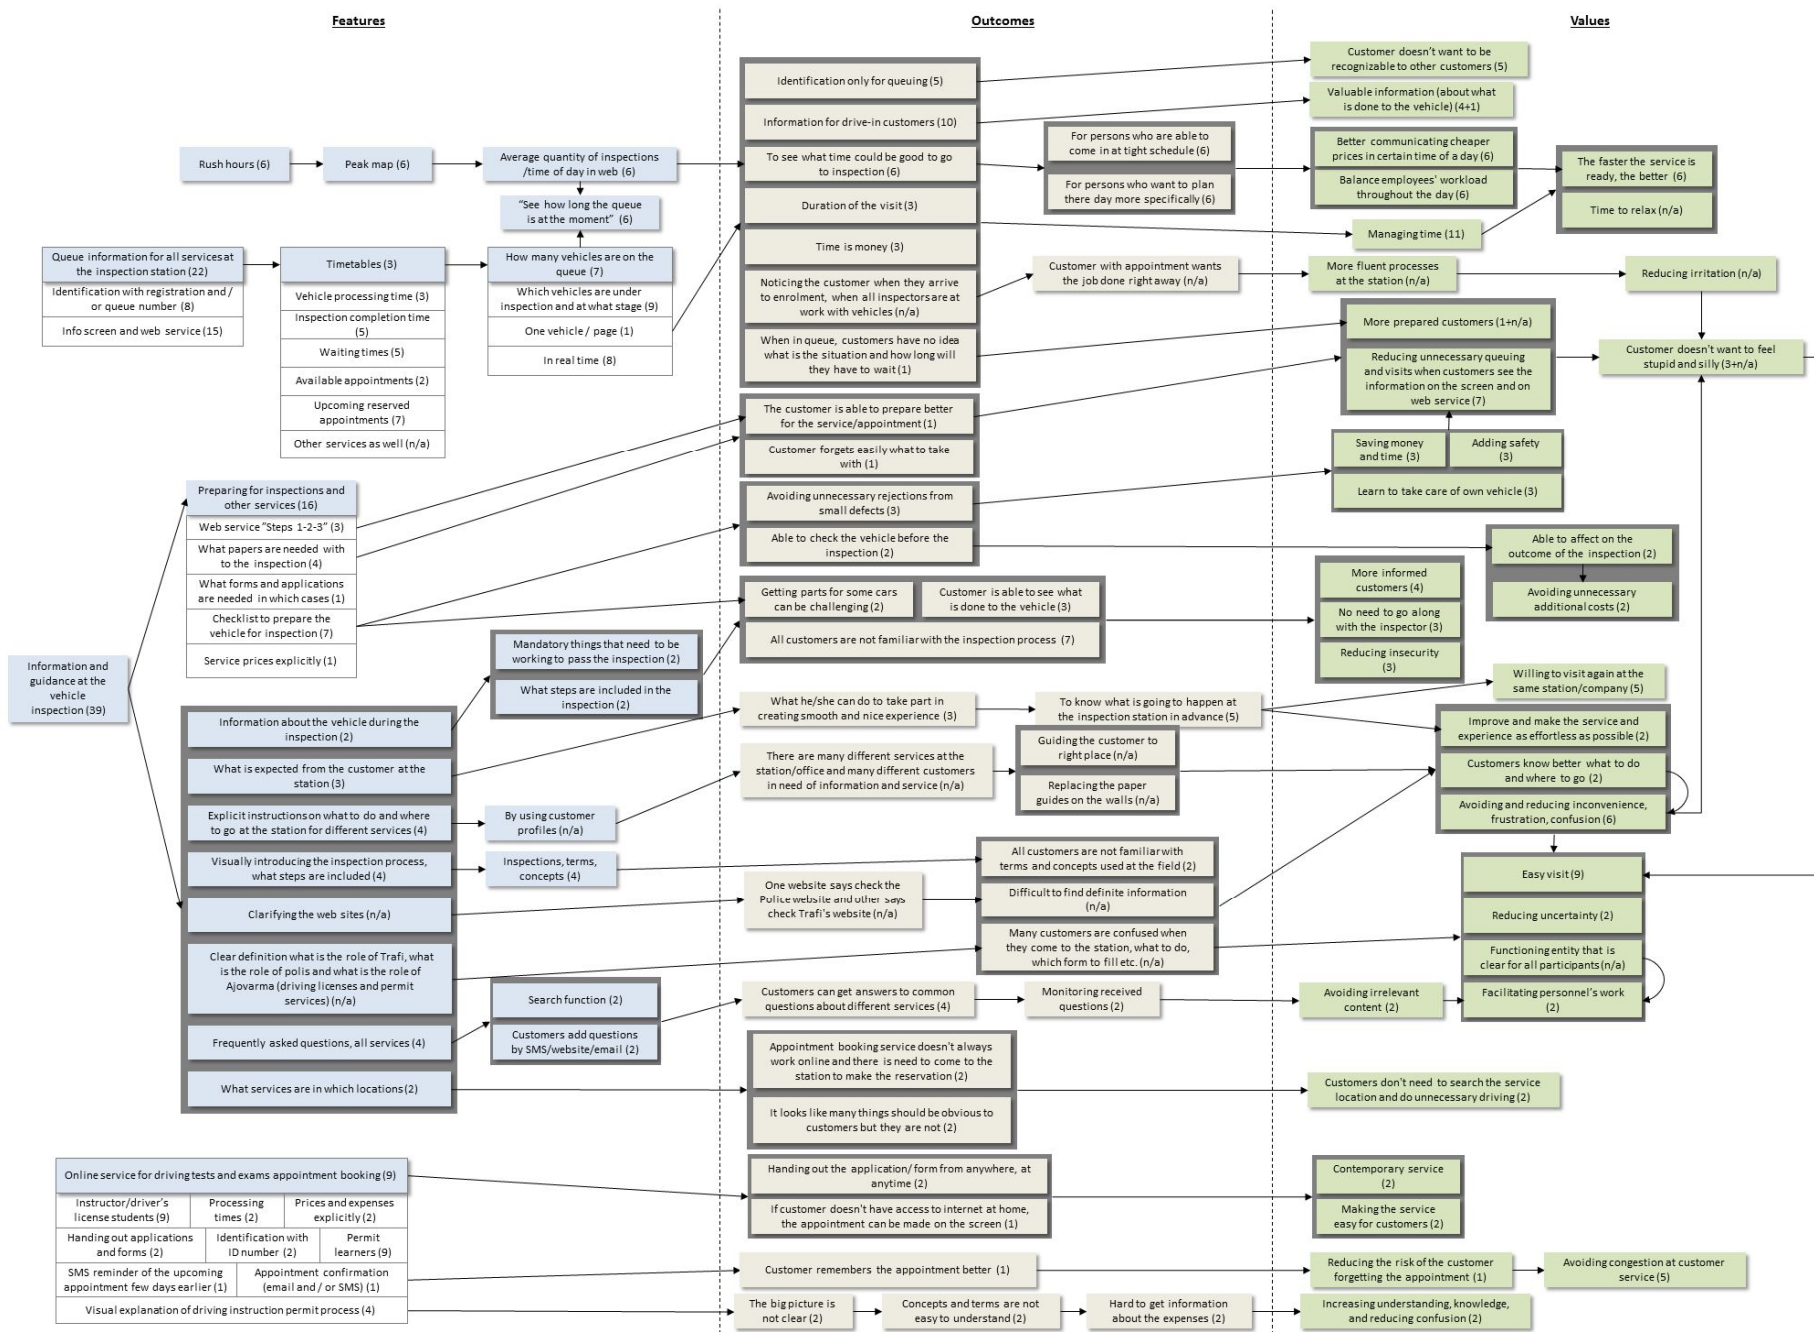 Features
Outcomes
Values
Rush hours (6)
Peak map (6)
Average quantity of inspections
/time of day in web (6)
"See how long the queue
is at the moment" (6)
Queue information for all services at
the inspection station (22)
Identification with registration and /
or queue number (8)
Info screen and web service (15)
Timetables (3)
Vehicle processing time (3)
Inspection completion time
(5)
Waiting times (5)
Available appointments (2)
Upcoming reserved
appointments (7)
Other services as well (n/a)
How many vehicles are on the
queue (7)
Which vehicles are under
inspection and at what stage (9)
One vehicle / page (1)
In real time (8)
Preparing for inspections and
other services (16)
Web service "Steps 1-2-3" (3)
What papers are needed with
to the inspection (4)
What forms and applications
are needed in which cases (1)
Checklist to prepare the
vehicle for inspection (7)
Service prices explicitly (1)
Information and
guidance at the
vehicle
inspection (39)
Mandatory things that need to be
working to pass the inspection (2)
What steps are included in the
inspection (2)
Information about the vehicle during the
inspection (2)
What is expected from the customer at the
station (3)
Explicit instructions on what to do and where
to go at the station for different services (4)
By using customer
profiles (n/a)
Visually introducing the inspection process,
what steps are included (4)
Inspections, terms,
concepts (4)
Clarifying the web sites (n/a)
Clear definition what is the role of Trafi, what
is the role of polis and what is the role of
Ajovarma (driving licenses and permit
services) (n/a)
Search function (2)
Customers add questions
by SMS/website/email (2)
Frequently asked questions, all services (4)
What services are in which locations (2)
Online service for driving tests and exams appointment booking (9)
Instructor/driver's
license students (9)
Processing
times (2)
Prices and expenses
explicitly (2)
Handing out applications
and forms (2)
Identification with
ID number (2)
Permit
learners (9)
SMS reminder of the upcoming
appointment few days earlier (1)
Appointment confirmation
(email and / or SMS) (1)
Visual explanation of driving instruction permit process (4)
Identification only for queuing (5)
Information for drive-in customers (10)
To see what time could be good to go
to inspection (6)
Duration of the visit (3)
Time is money (3)
Noticing the customer when they arrive
to enrolment, when all inspectors are at
work with vehicles (n/a)
When in queue, customers have no idea
what is the situation and how long will
they have to wait (1)
For persons who are able to
come in at tight schedule (6)
For persons who want to plan
there day more specifically (6)
Customer with appointment wants
the job done right away (n/a)
The customer is able to prepare better
for the service/appointment (1)
Customer forgets easily what to take
with (1)
Avoiding unnecessary rejections from
small defects (3)
Able to check the vehicle before the
inspection (2)
Getting parts for some cars
can be challenging (2)
Customer is able to see what
is done to the vehicle (3)
All customers are not familiar with the inspection process (7)
What he/she can do to take part in
creating smooth and nice experience (3)
To know what is going to happen at
the inspection station in advance (5)
There are many different services at the
station/office and many different customers
in need of information and service (n/a)
Guiding the customer to
right place (n/a)
Replacing the paper
guides on the walls (n/a)
One website says check the
Police website and other says
check Trafi's website (n/a)
All customers are not familiar with
terms and concepts used at the field (2)
Difficult to find definite information
(n/a)
Many customers are confused when
they come to the station, what to do,
which form to fill etc. (n/a)
Customers can get answers to common
questions about different services (4)
Monitoring received
questions (2)
Appointment booking service doesn't always
work online and there is need to come to the
station to make the reservation (2)
It looks like many things should be obvious to
customers but they are not (2)
Handing out the application/ form from anywhere, at
anytime (2)
If customer doesn't have access to internet at home,
the appointment can be made on the screen (1)
Customer remembers the appointment better (1)
The big picture is
not clear (2)
Concepts and terms are not
easy to understand (2)
Hard to get information
about the expenses (2)
Customer doesn't want to be
recognizable to other customers (5)
Valuable information (about what
is done to the vehicle) (4+1)
Better communicating cheaper
prices in certain time of a day (6)
Balance employees' workload
throughout the day (6)
The faster the service is
ready, the better (6)
Time to relax (n/a)
Managing time (11)
More fluent processes
at the station (n/a)
Reducing irritation (n/a)
More prepared customers (1+n/a)
Reducing unnecessary queuing
and visits when customers see the
information on the screen and on
web service (7)
Customer doesn't want to feel
stupid and silly (3+n/a)
Saving money
and time (3)
Adding safety
(3)
Learn to take care of own vehicle (3)
Able to affect on the
outcome of the inspection (2)
Avoiding unnecessary
additional costs (2)
More informed
customers (4)
No need to go along
with the inspector (3)
Reducing insecurity
(3)
Willing to visit again at the
same station/company (5)
Improve and make the service and
experience as effortless as possible (2)
Customers know better what to do
and where to go (2)
Avoiding and reducing inconvenience,
frustration, confusion (6)
Easy visit (9)
Reducing uncertainty (2)
Functioning entity that is
clear for all participants (n/a)
Facilitating personnel's work
(2)
Avoiding irrelevant
content (2)
Customers don't need to search the service
location and do unnecessary driving (2)
Contemporary service
(2)
Making the service
easy for customers (2)
Reducing the risk of the customer
forgetting the appointment (1)
Avoiding congestion at customer
service (5)
Increasing understanding, knowledge,
and reducing confusion (2)